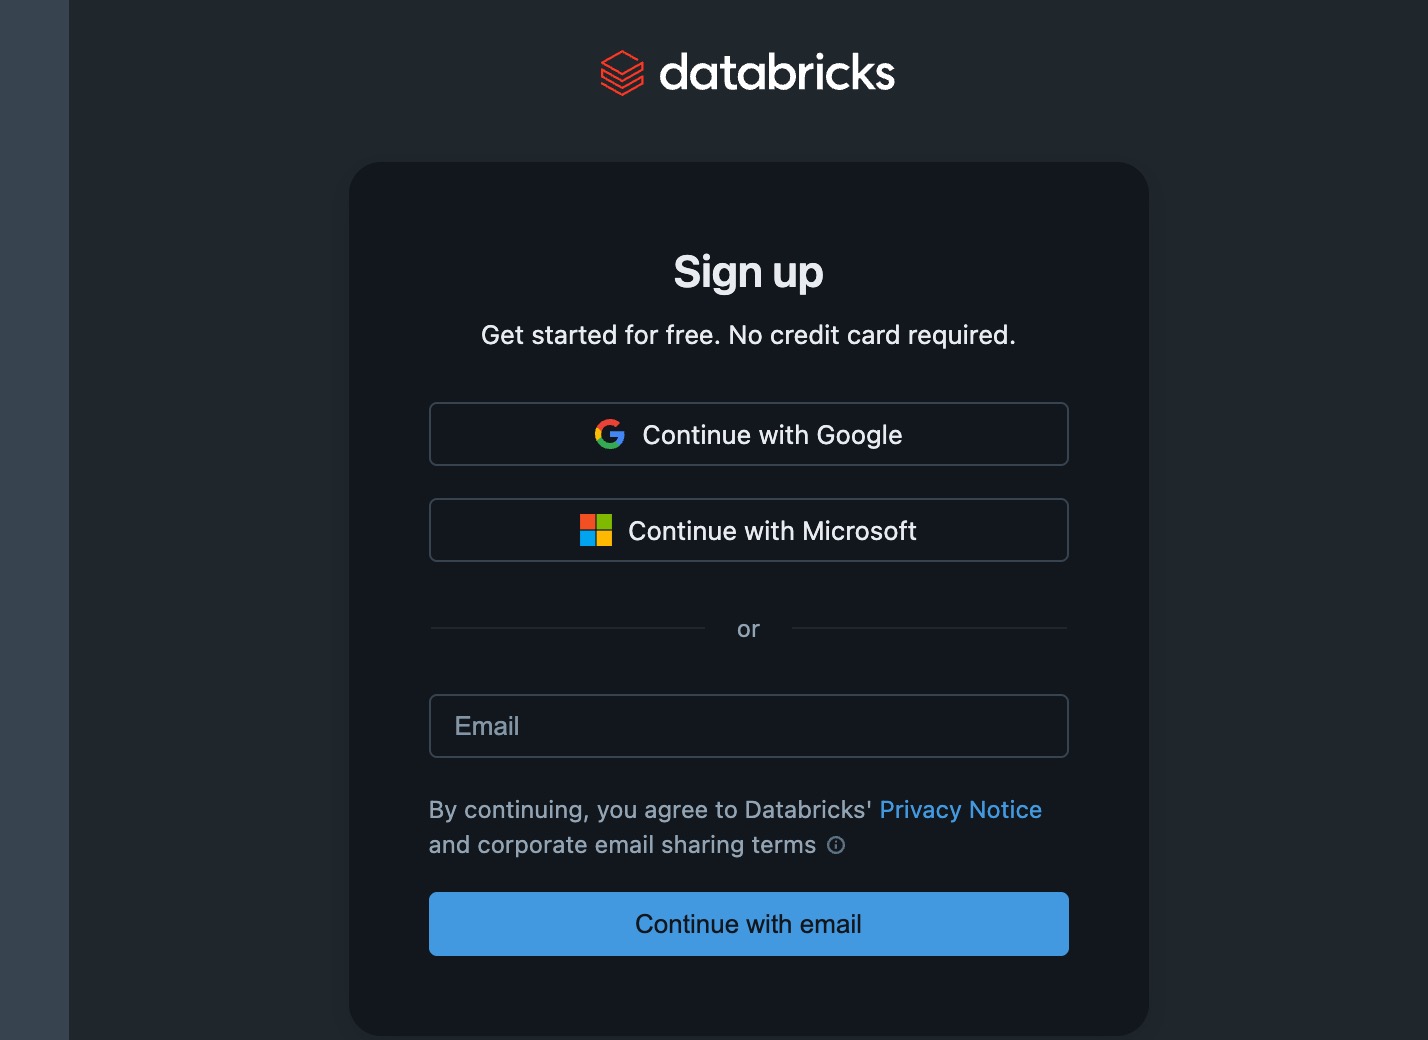 databricks
Sign up
Get started for free. No credit card required.
Continue with Google
Continue with Microsoft
or
Email
By continuing, you agree to Databricks' Privacy Notice
and corporate email sharing terms
Continue with email